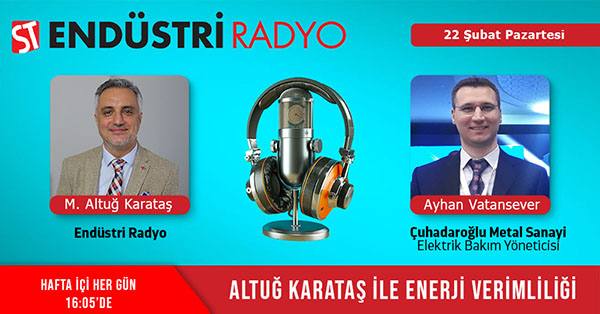 ST ENDÜSTRİ RADYO
22 Şubat Pazartesi
M. Altuğ Karataş
Endüstri Radyo
Ayhan Vatansever
Çuhadaroğlu Metal Sanayi
Elektrik Bakım Yöneticisi
HAFTA İÇİ HER GÜN
16:05'DE
ALTUĞ KARATAŞ İLE ENERJİ VERİMLİLİĞİ